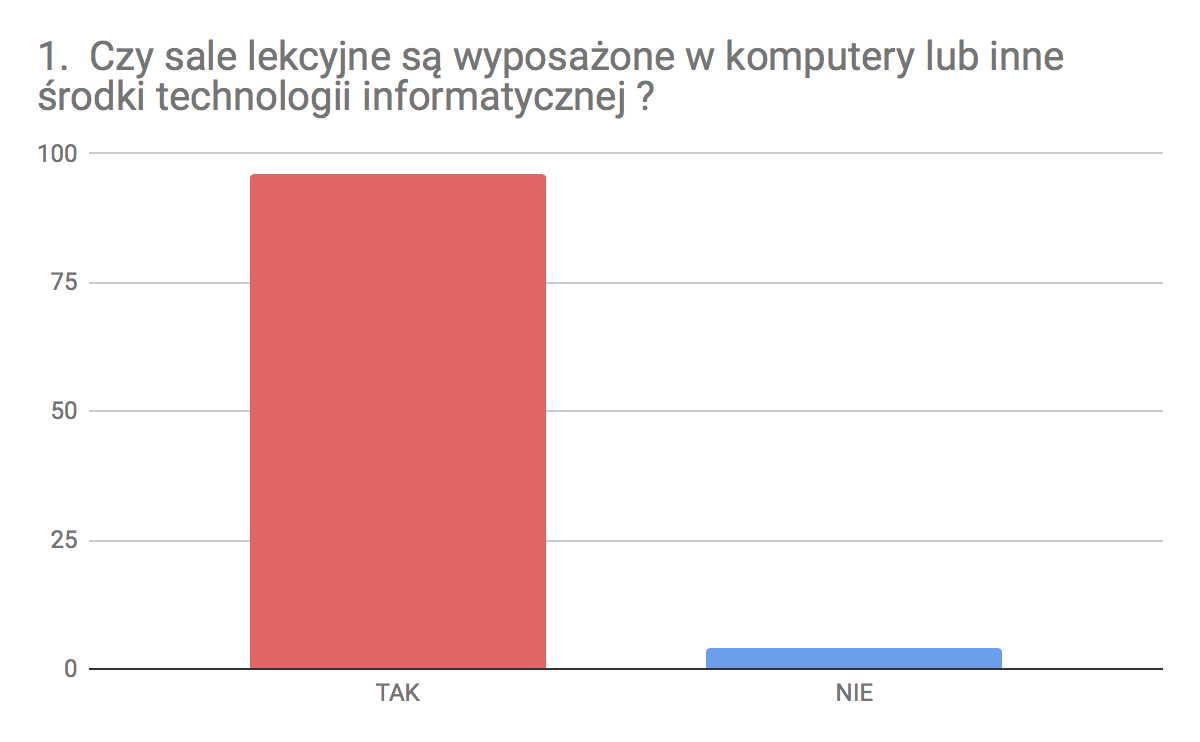 1.  Czy sale lekcyjne są wyposażone w komputery lub inne
środki technologii informatycznej ?
100
75
50
25
0
TAK
NIE